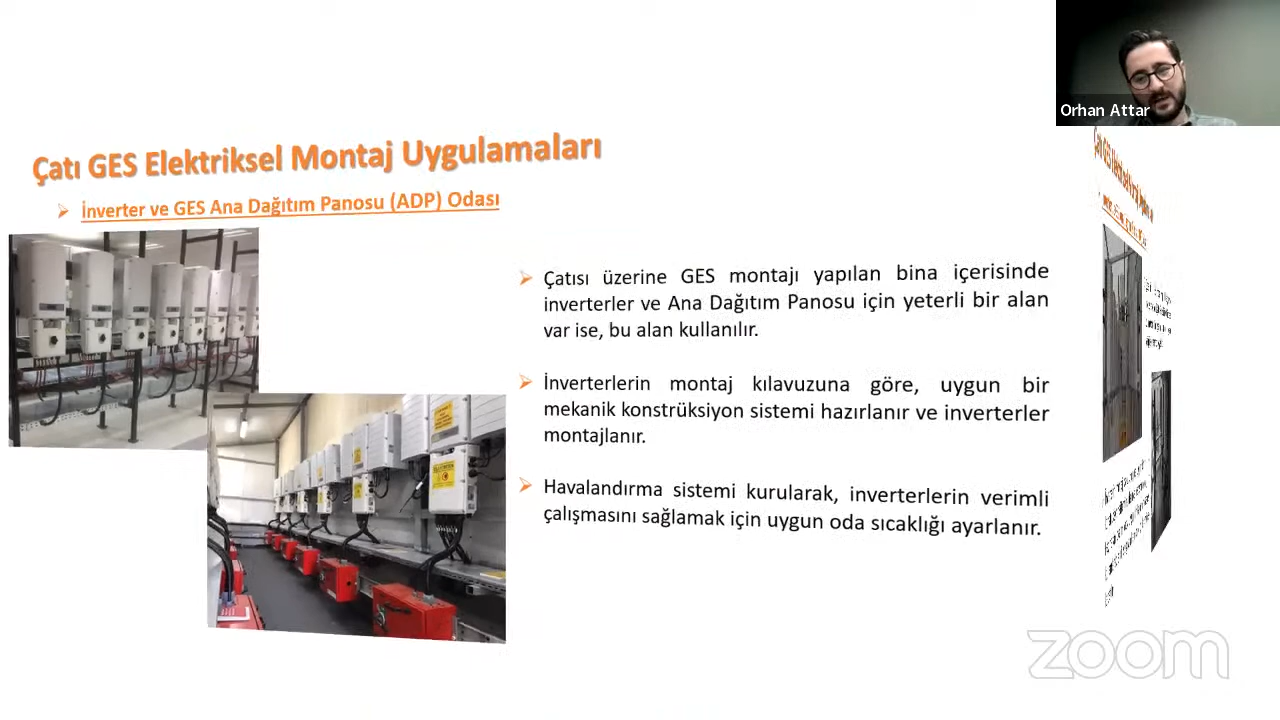 Orhan Attar
Çatı GES Elektriksel Montaj Uygulamaları
İnverter ve GES Ana Dağıtım Panosu (ADP) Odası
Çatısı üzerine GES montajı yapılan bina içerisinde
inverterler ve Ana Dağıtım Panosu için yeterli bir alan
var ise, bu alan kullanılır.
İnverterlerin montaj kılavuzuna göre, uygun bir
mekanik konstrüksiyon sistemi hazırlanır ve inverterler
montajlanır.
Havalandırma sistemi kurularak, inverterlerin verimli
çalışmasını sağlamak için uygun oda sıcaklığı ayarlanır.
zoom